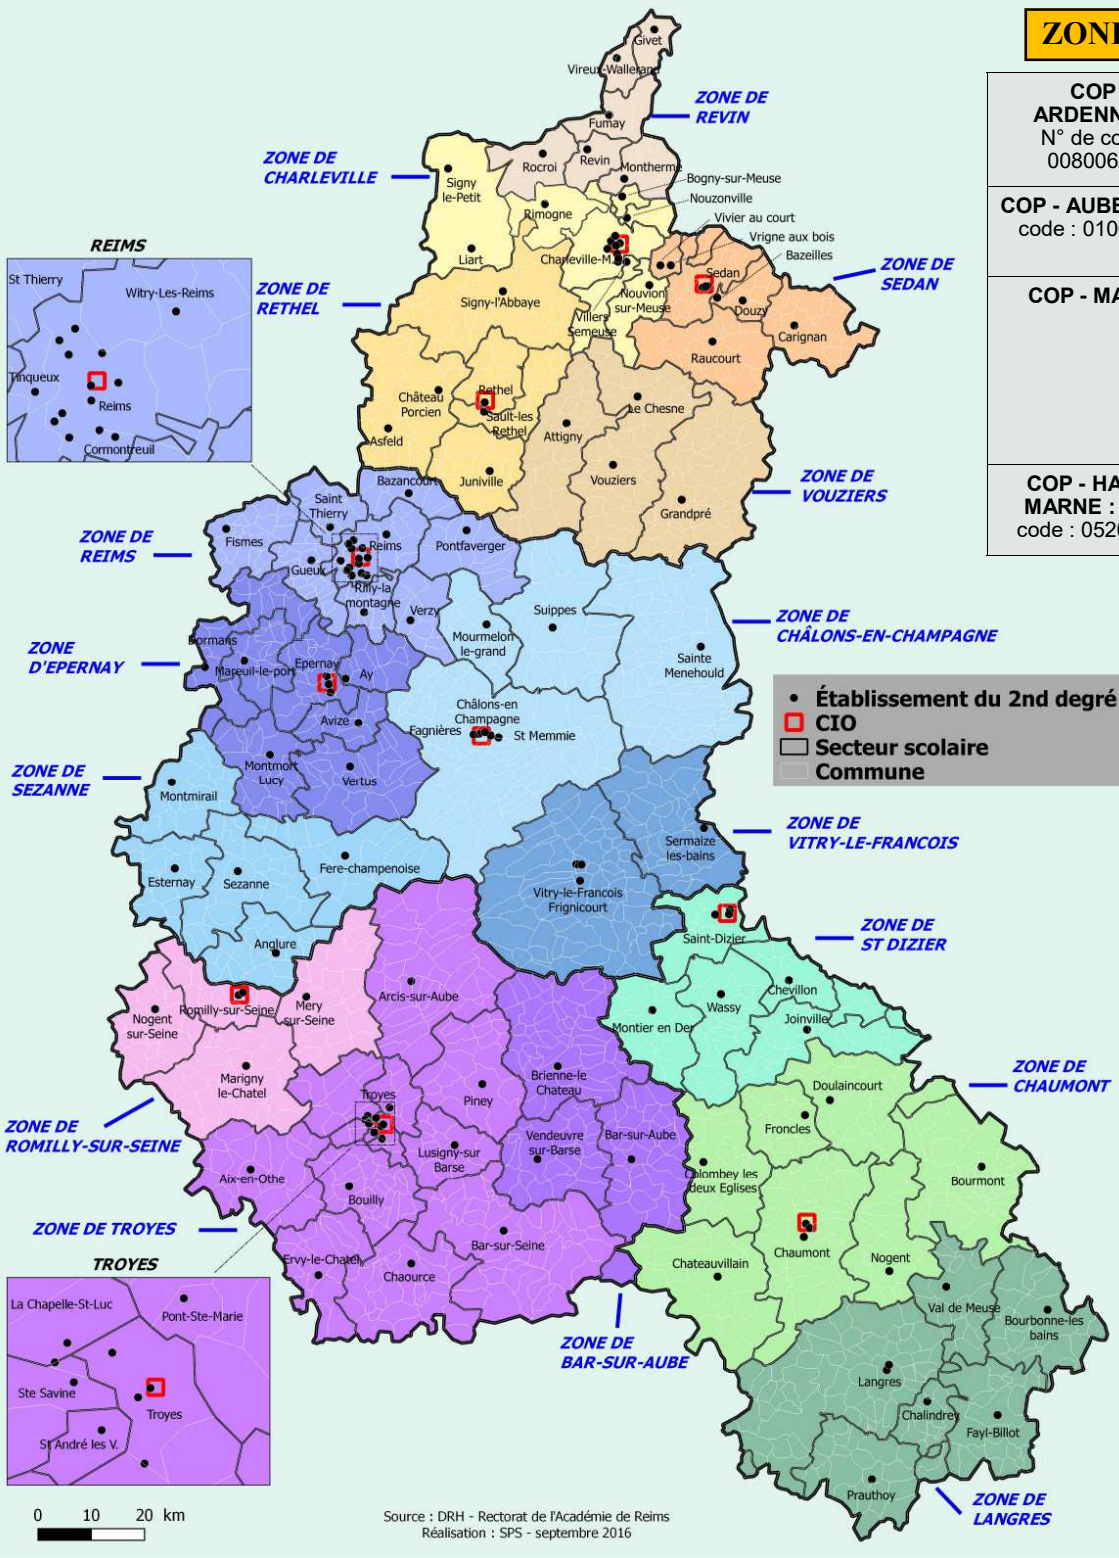 ZONE
COP
ARDENN
N° de co
008006
COP - AUBE
code : 010
COP - MA
COP - HA
MARNE :
code : 052
ZONE DE
REVIN
ZONE DE
CHARLEVILLE
ZONE DE
RETHEL
ZONE DE
SEDAN
ZONE DE
VOUZIERS
ZONE DE
REIMS
ZONE
D'EPERNAY
ZONE DE
CHÂLONS-EN-CHAMPAGNE
ZONE DE
SEZANNE
ZONE DE
VITRY-LE-FRANCOIS
ZONE DE
ST DIZIER
ZONE DE
CHAUMONT
ZONE DE
ROMILLY-SUR-SEINE
ZONE DE TROYES
ZONE DE
BAR-SUR-AUBE
ZONE DE
LANGRES
Givet
Vireux-Wallerand
Fumay
Rocroi
Revin
Montherme
Bogny-sur-Meuse
Nouzonville
Signy
le-Petit
Rimogne
Liart
Charleville-M.
Vivier au court
Vrigne aux bois
Bazeilles
Sedan
Douzy
Carignan
Raucourt
Nouvion
sur-Meuse
Villers
Semeuse
Signy-l'Abbaye
Château
Porcien
Rethel
Sault-les
Rethel
Asfeld
Juniville
Attigny
Le Chesne
Vouziers
Grandpré
REIMS
St Thierry
Witry-Les-Reims
Tinqueux
Reims
Cormontreuil
Bazancourt
Saint
Thierry
Fismes
Reims
Pontfaverger
Gueux
Rilly-la
montagne
Verzy
Mourmelon
le-grand
Suippes
Sainte
Menehould
Dormans
Mareuil-le-port
Epernay
Ay
Avize
Châlons-en
Champagne
Fagnières
St Memmie
Montmort
Lucy
Vertus
Montmirail
Esternay
Sezanne
Fere-champenoise
Anglure
Sermaize
les-bains
Vitry-le-Francois
Frignicourt
Saint-Dizier
Wassy
Chevillon
Montier en Der
Joinville
Nogent
sur-Seine
Romilly-sur-Seine
Mery
sur-Seine
Marigny
le-Chatel
Arcis-sur-Aube
Brienne-le
Chateau
Troyes
Piney
Lusigny-sur
Barse
Vendeuvre
sur-Barse
Bar-sur-Aube
Aix-en-Othe
Bouilly
Ervy-le-Chatel
Chaource
Bar-sur-Seine
Doulaincourt
Froncles
Colombey les
deux Eglises
Bourmont
Chaumont
Nogent
Chateauvillain
Val de Meuse
Bourbonne-les
bains
Langres
Chalindrey
Fayl-Billot
Prauthoy
TROYES
La Chapelle-St-Luc
Pont-Ste-Marie
Ste Savine
Troyes
St André les V.
Établissement du 2nd degré
CIO
Secteur scolaire
Commune
0 10 20 km
Source : DRH - Rectorat de l'Académie de Reims
Réalisation : SPS - septembre 2016